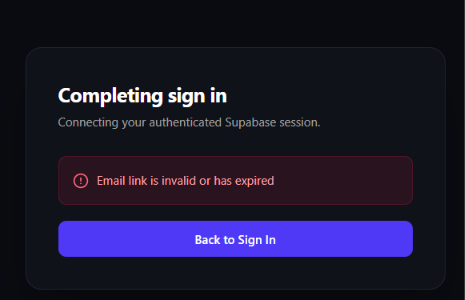 Completing sign in
Connecting your authenticated Supabase session.
Email link is invalid or has expired
Back to Sign In